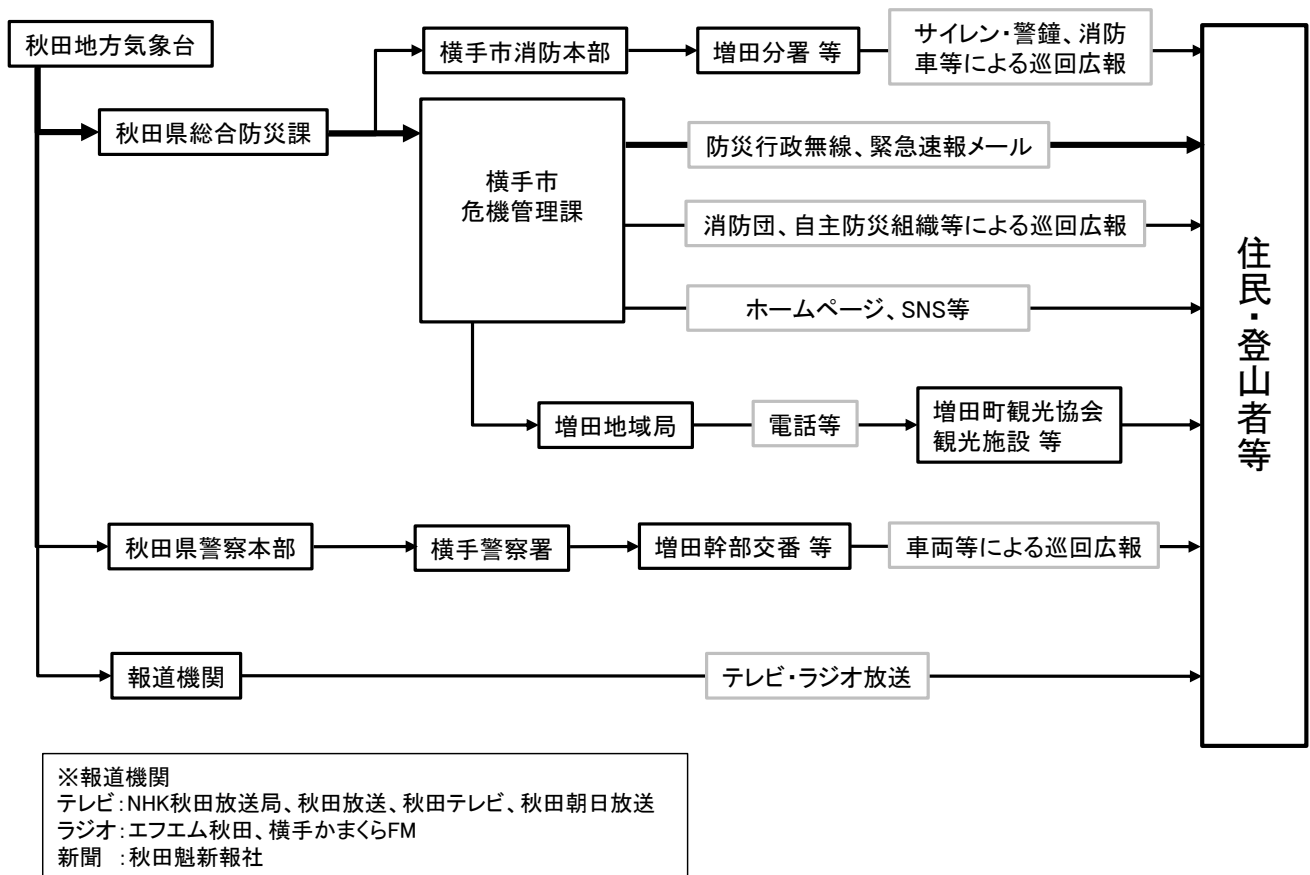 秋田地方気象台
横手市消防本部
増田分署 等
サイレン・警鐘、消防
車等による巡回広報
秋田県総合防災課
横手市
危機管理課
防災行政無線、緊急速報メール
消防団、自主防災組織等による巡回広報
ホームページ、SNS等
増田地域局
電話等
増田町観光協会
観光施設 等
秋田県警察本部
横手警察署
増田幹部交番 等
車両等による巡回広報
報道機関
テレビ・ラジオ放送
住民・登山者等
※報道機関
テレビ:NHK秋田放送局、秋田放送、秋田テレビ、秋田朝日放送
ラジオ:エフエム秋田、横手かまくらFM
新聞 :秋田魁新報社